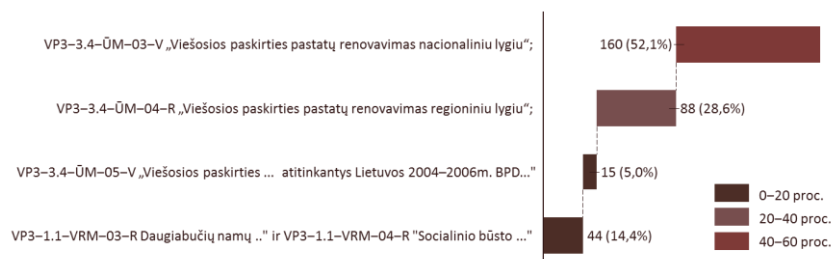 VP3–3.4–ŪM–03–V „Viešosios paskirties pastatų renovavimas nacionaliniu lygiu“;
160 (52,1%)
VP3–3.4–ŪM–04–R „Viešosios paskirties pastatų renovavimas regioniniu lygiu“;
88 (28,6%)
VP3–3.4–ŪM–05–V „Viešosios paskirties ... atitinkantys Lietuvos 2004–2006m. BPD..."
15 (5,0%)
VP3–1.1–VRM–03–R Daugiabučių namų .." ir VP3–1.1–VRM–04–R "Socialinio būsto ..."
44 (14,4%)
0–20 proc.
20–40 proc.
40–60 proc.